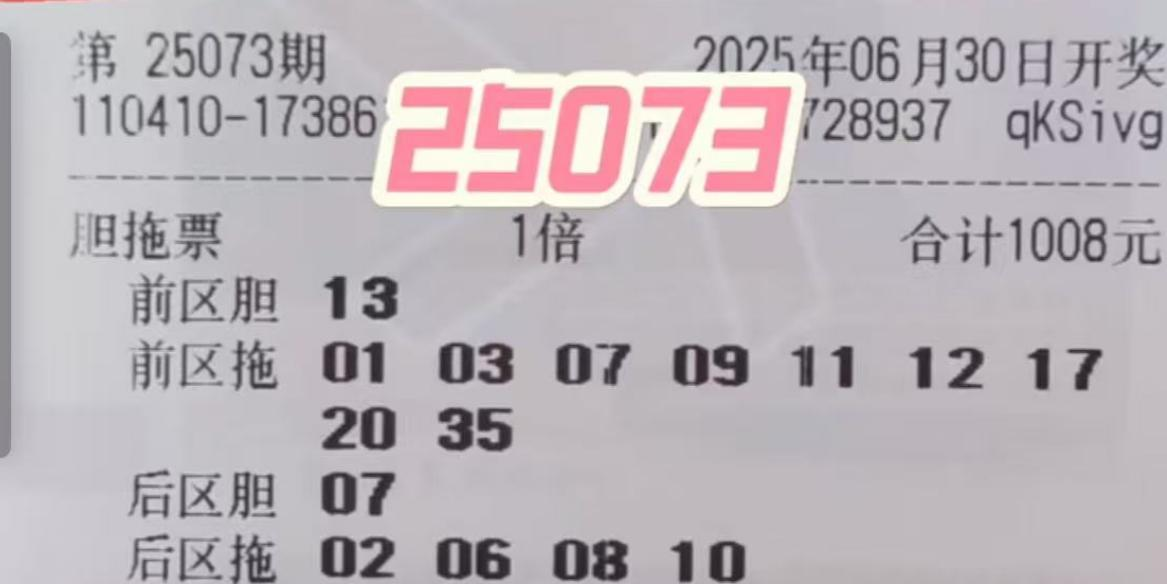 第 25073期 2025年06月30日开奖
110410-17386 728937 qKSivg
25073
胆拖票 1倍 合计1008元
前区胆 13
前区拖 01 03 07 09 11 12 17
20 35
后区胆 07
后区拖 02 06 08 10